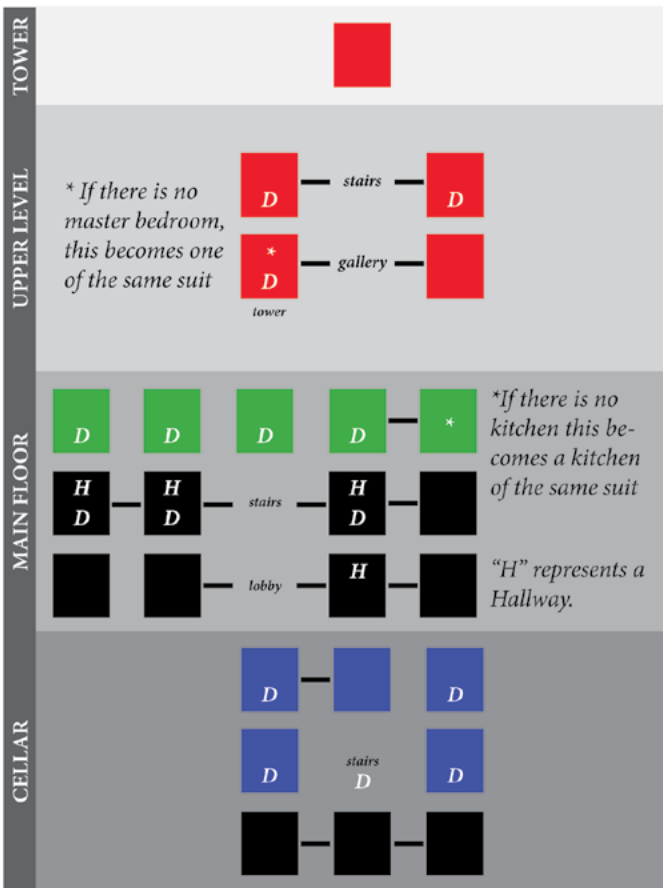 TOWER
UPPER LEVEL
* If there is no
master bedroom,
this becomes one
of the same suit
D
stairs
D
*
D
gallery
tower
MAIN FLOOR
D
D
D
D
*
*If there is no
kitchen this be-
comes a kitchen
of the same suit
H
D
H
D
stairs
H
D
lobby
H
“H” represents a
Hallway.
CELLAR
D
D
D
stairs
D
D